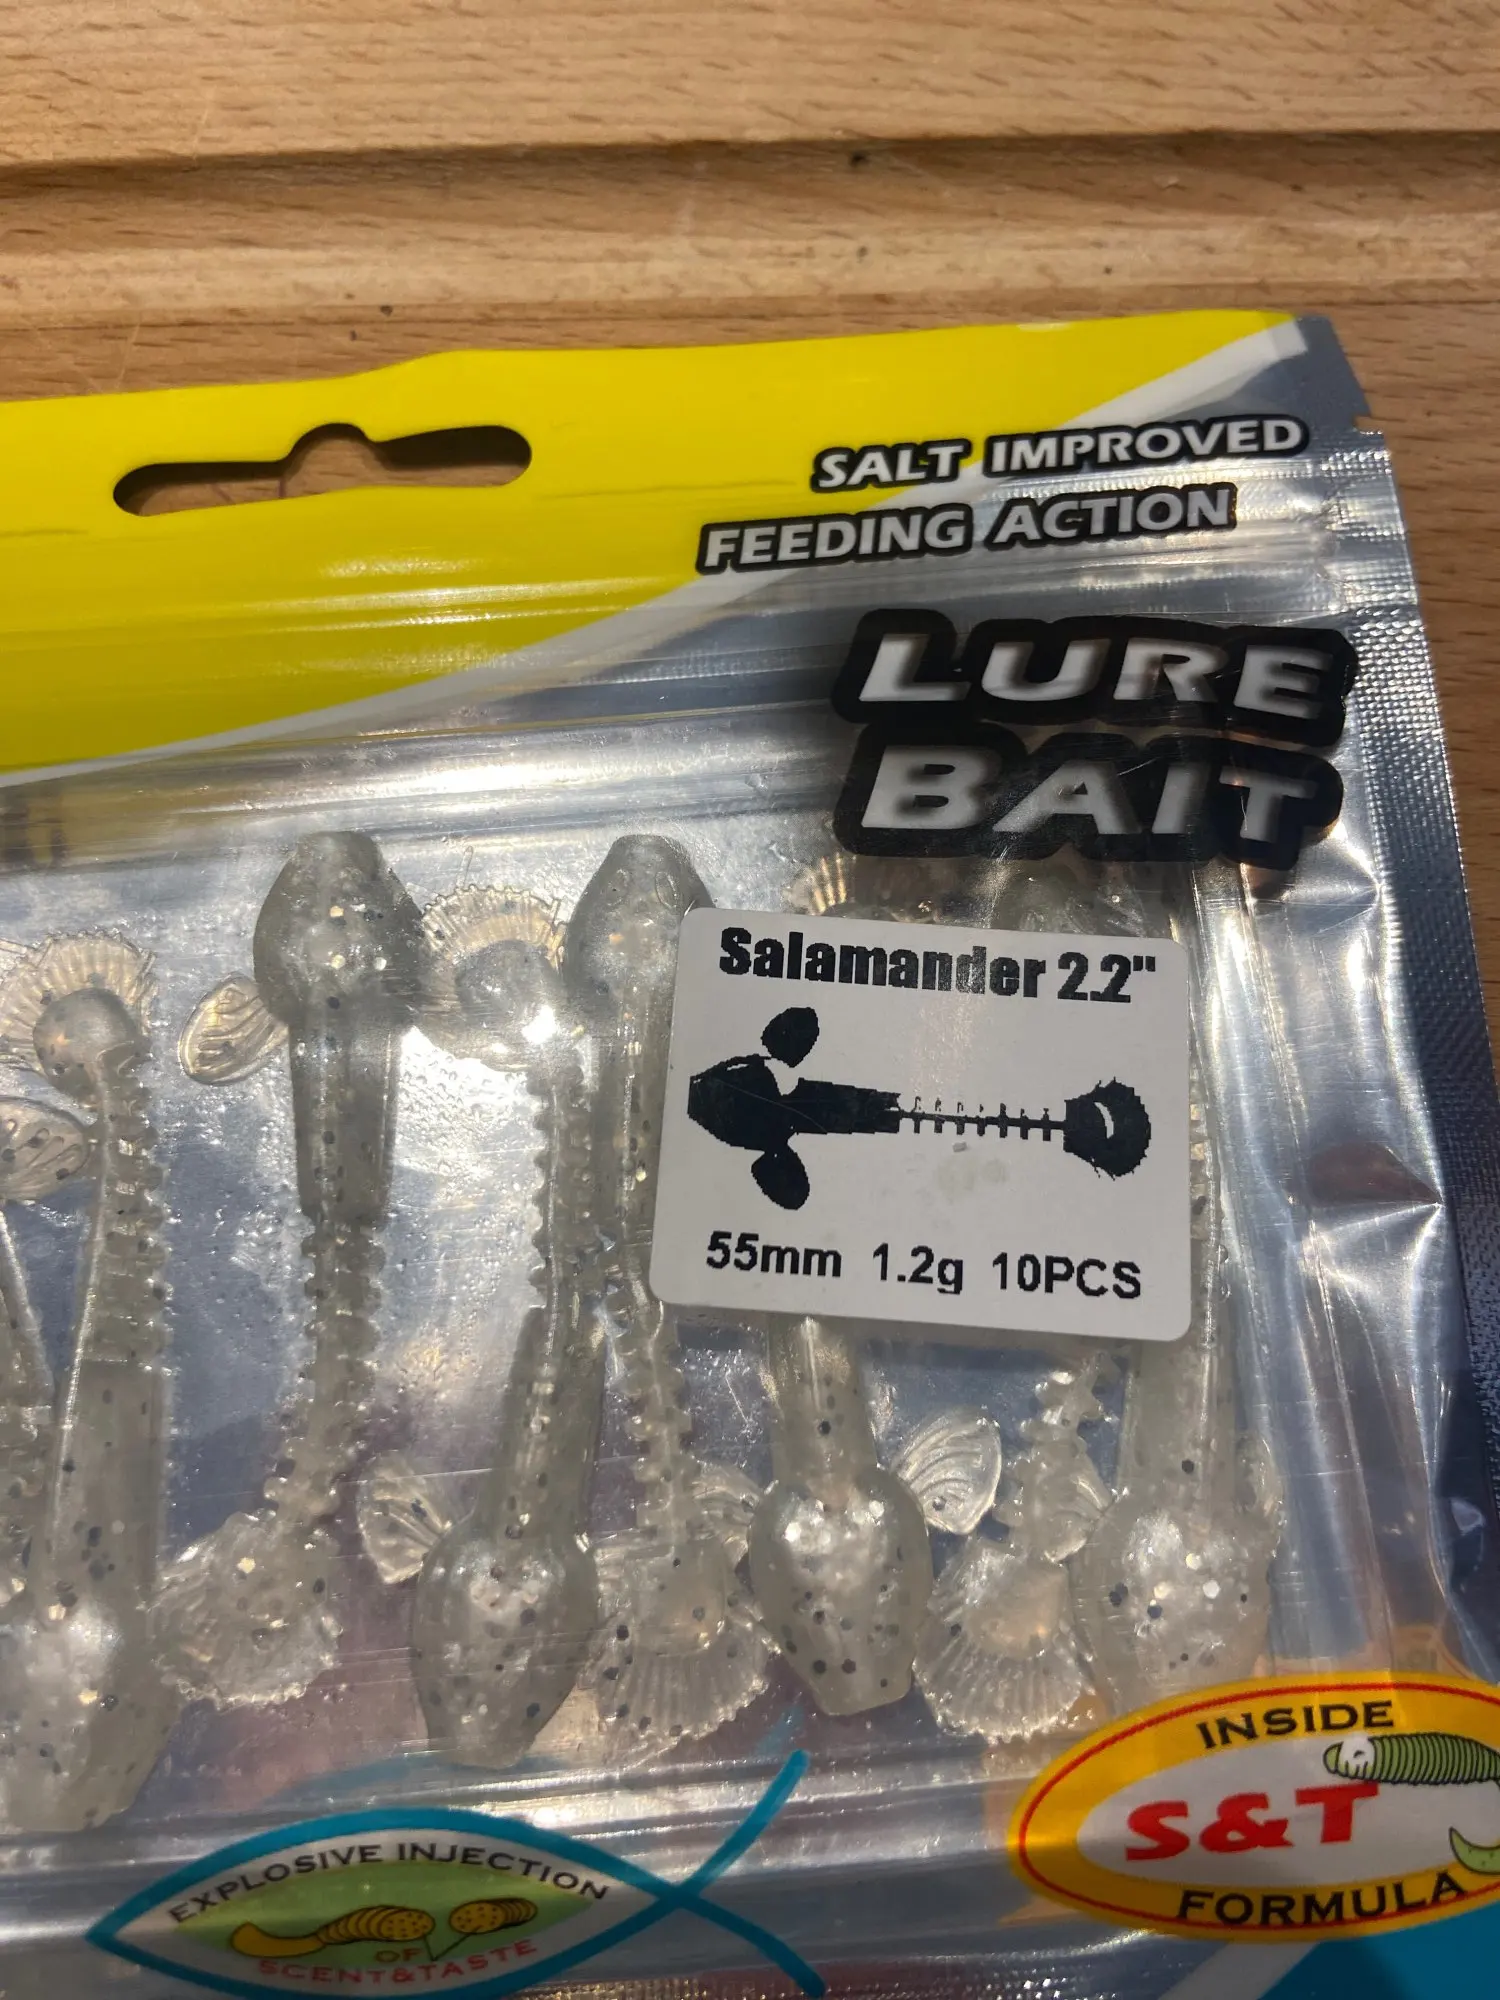 SALT IMPROVED
FEEDING ACTION
LURE
BAIT
Salamander 2.2"
55mm 1.2g 10PCS
INSIDE
S&T
FORMULA
EXPLOSIVE INJECTION
OF
SCENT&TASTE